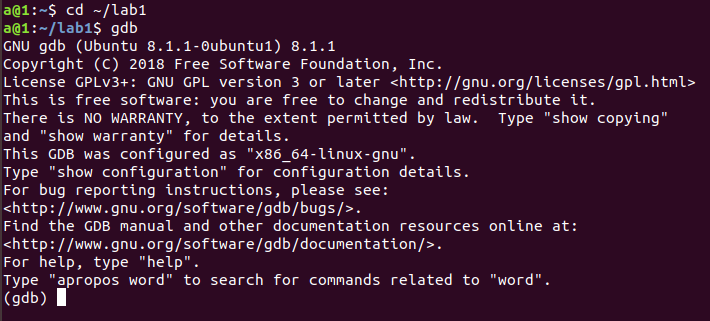 a@1:~$ cd ~/lab1
a@1:~/lab1$ gdb
GNU gdb (Ubuntu 8.1.1-0ubuntu1) 8.1.1
Copyright (C) 2018 Free Software Foundation, Inc.
License GPLv3+: GNU GPL version 3 or later <http://gnu.org/licenses/gpl.html>
This is free software: you are free to change and redistribute it.
There is NO WARRANTY, to the extent permitted by law.  Type "show copying"
and "show warranty" for details.
This GDB was configured as "x86_64-linux-gnu".
Type "show configuration" for configuration details.
For bug reporting instructions, please see:
<http://www.gnu.org/software/gdb/bugs/>.
Find the GDB manual and other documentation resources online at:
<http://www.gnu.org/software/gdb/documentation/>.
For help, type "help".
Type "apropos word" to search for commands related to "word".
(gdb)